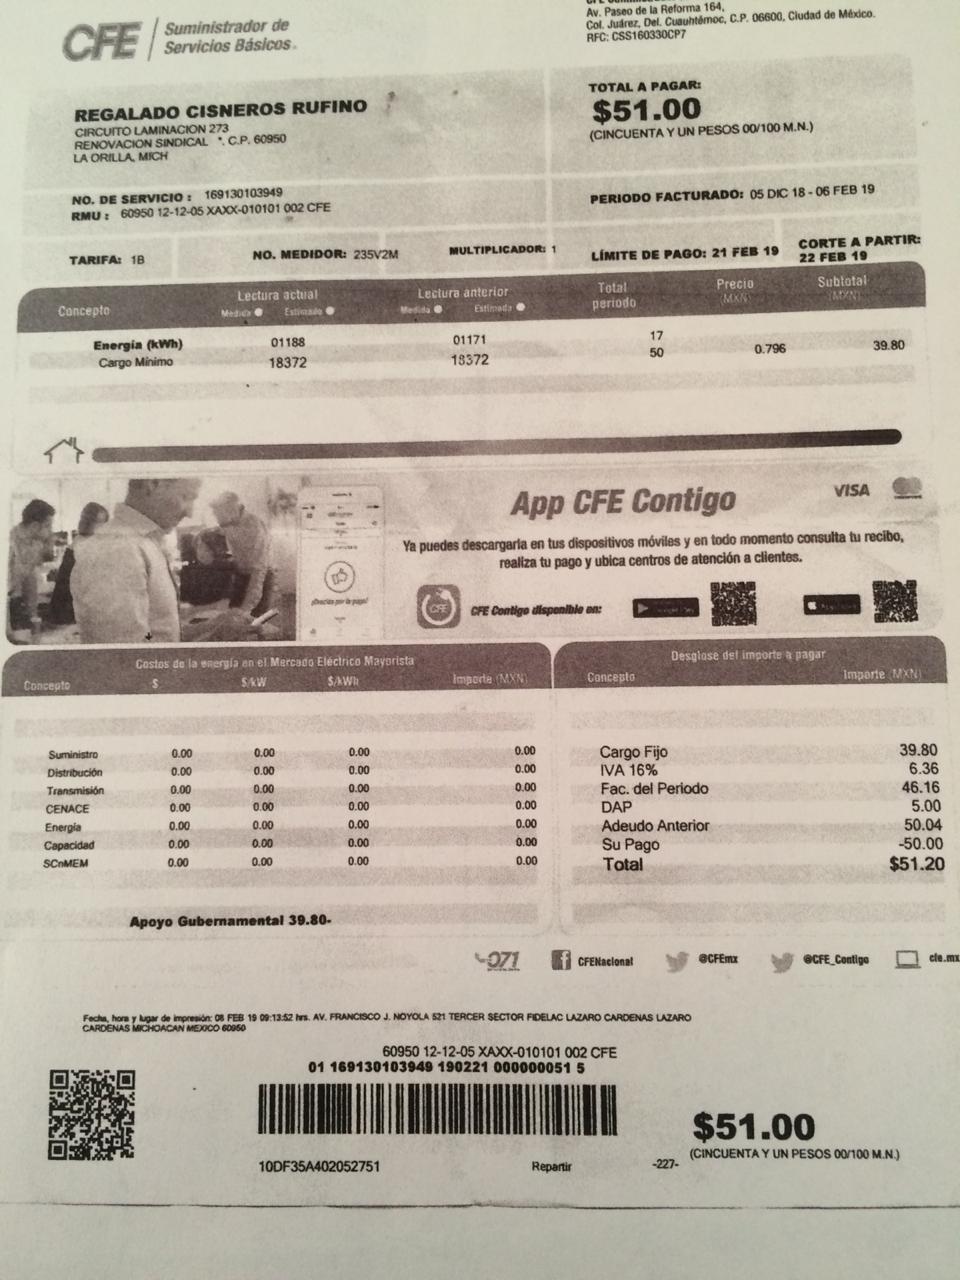 CFE
Suministrador de
Servicios Básicos
Av. Paseo de la Reforma 164,
Col. Juárez, Del. Cuauhtémoc, C.P. 06600, Ciudad de México.
RFC: CSS160330CP7
REGALADO CISNEROS RUFINO
CIRCUITO LAMINACION 273
RENOVACION SINDICAL *. C.P. 60950
LA ORILLA, MICH
TOTAL A PAGAR:
$51.00
(CINCUENTA Y UN PESOS 00/100 M.N.)
NO. DE SERVICIO : 169130103949
RMU : 60950 12-12-05 XAXX-010101 002 CFE
PERIODO FACTURADO: 05 DIC 18 - 06 FEB 19
TARIFA: 1B NO. MEDIDOR: 235V2M MULTIPLICADOR: 1 LÍMITE DE PAGO: 21 FEB 19
CORTE A PARTIR:
22 FEB 19
Concepto Lectura actual Lectura anterior Total periodo Precio (MXN) Subtotal (MXN)
Medida Estimado Medida Estimada
Energía (kWh) 01188 01171 17
Cargo Mínimo 18372 18372 50 0.796 39.80
App CFE Contigo
VISA
Ya puedes descargarla en tus dispositivos móviles y en todo momento consulta tu recibo,
realiza tu pago y ubica centros de atención a clientes.
CFE
CFE Contigo disponible en:
Costos de la energía en el Mercado Eléctrico Mayorista
Concepto $ $/kW $/kWh Importe (MXN)
Suministro 0.00 0.00 0.00 0.00
Distribución 0.00 0.00 0.00 0.00
Transmisión 0.00 0.00 0.00 0.00
CENACE 0.00 0.00 0.00 0.00
Energía 0.00 0.00 0.00 0.00
Capacidad 0.00 0.00 0.00 0.00
SCnMEM 0.00 0.00 0.00 0.00
Apoyo Gubernamental 39.80-
Desglose del importe a pagar
Concepto Importe (MXN)
Cargo Fijo 39.80
IVA 16% 6.36
Fac. del Periodo 46.16
DAP 5.00
Adeudo Anterior 50.04
Su Pago -50.00
Total $51.20
071 CFENacional @CFEmx @CFE_Contigo cfe.mx
Fecha, hora y lugar de impresión: 08 FEB 19 09:13:52 hrs. AV. FRANCISCO J. NOYOLA 521 TERCER SECTOR FIDELAC LAZARO CARDENAS LAZARO
CARDENAS MICHOACAN MEXICO 60950
60950 12-12-05 XAXX-010101 002 CFE
01 169130103949 190221 000000051 5
10DF35A402052751 Repartir -227-
$51.00
(CINCUENTA Y UN PESOS 00/100 M.N.)